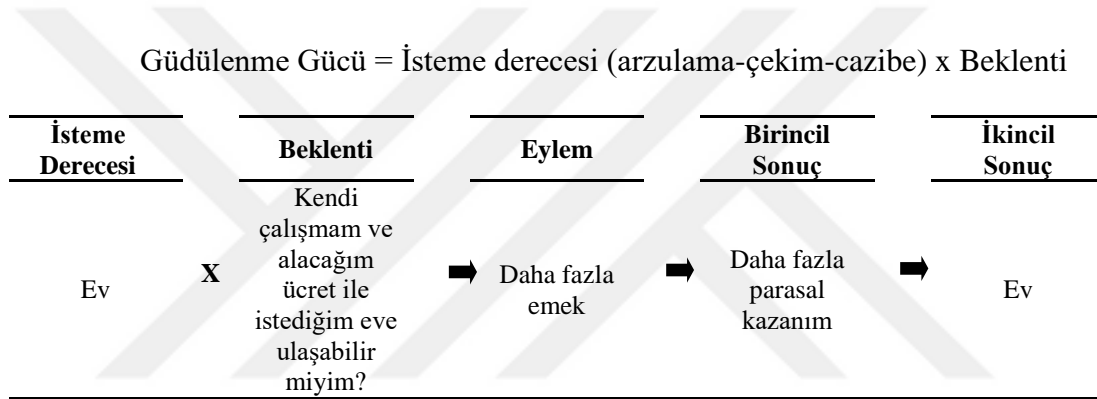 Güdülenme Gücü = İsteme derecesi (arzulama-çekim-cazibe) x Beklenti
İsteme
Derecesi
Beklenti
Eylem
Birincil
Sonuç
İkincil
Sonuç
Ev
X
Kendi
çalışmam ve
alacağım
ücret ile
istediğim eve
ulaşabilir
miyim?
Daha fazla
emek
Daha fazla
parasal
kazanım
Ev